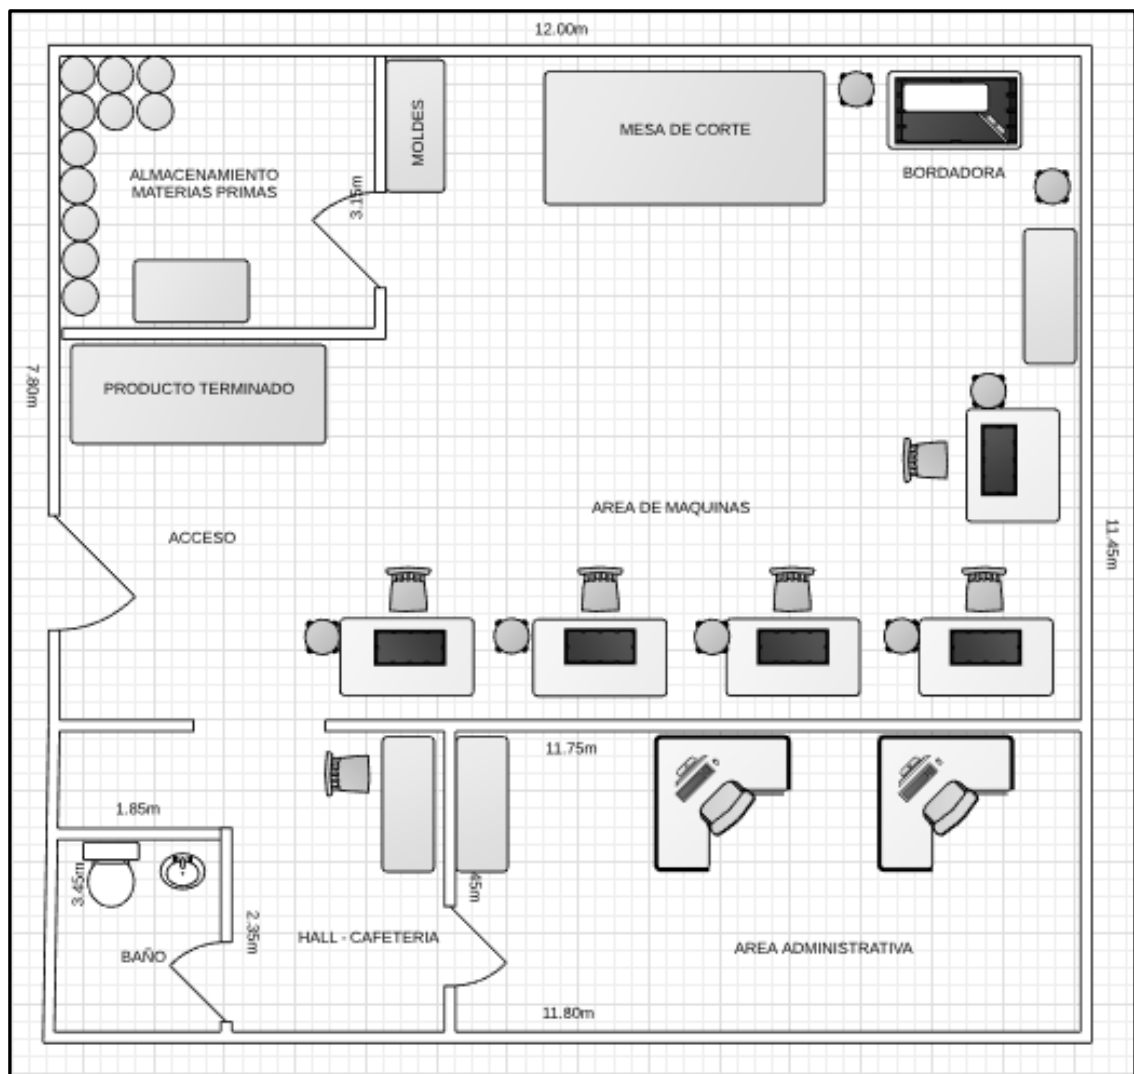 12.00m
MOLDES
MESA DE CORTE
BORDADORA
ALMACENAMIENTO
MATERIAS PRIMAS
3.15m
7.80m
PRODUCTO TERMINADO
AREA DE MAQUINAS
ACCESO
11.45m
11.75m
1.85m
3.45m
45m
2.35m
HALL - CAFETERIA
BAÑO
AREA ADMINISTRATIVA
11.80m